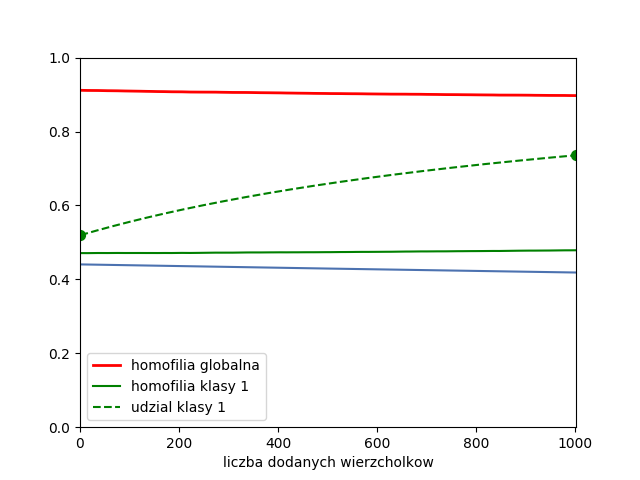 1.0
0.8
0.6
0.4
0.2
0.0
homofilia globalna
homofilia klasy 1
udzial klasy 1
0 200 400 600 800 1000
liczba dodanych wierzcholkow